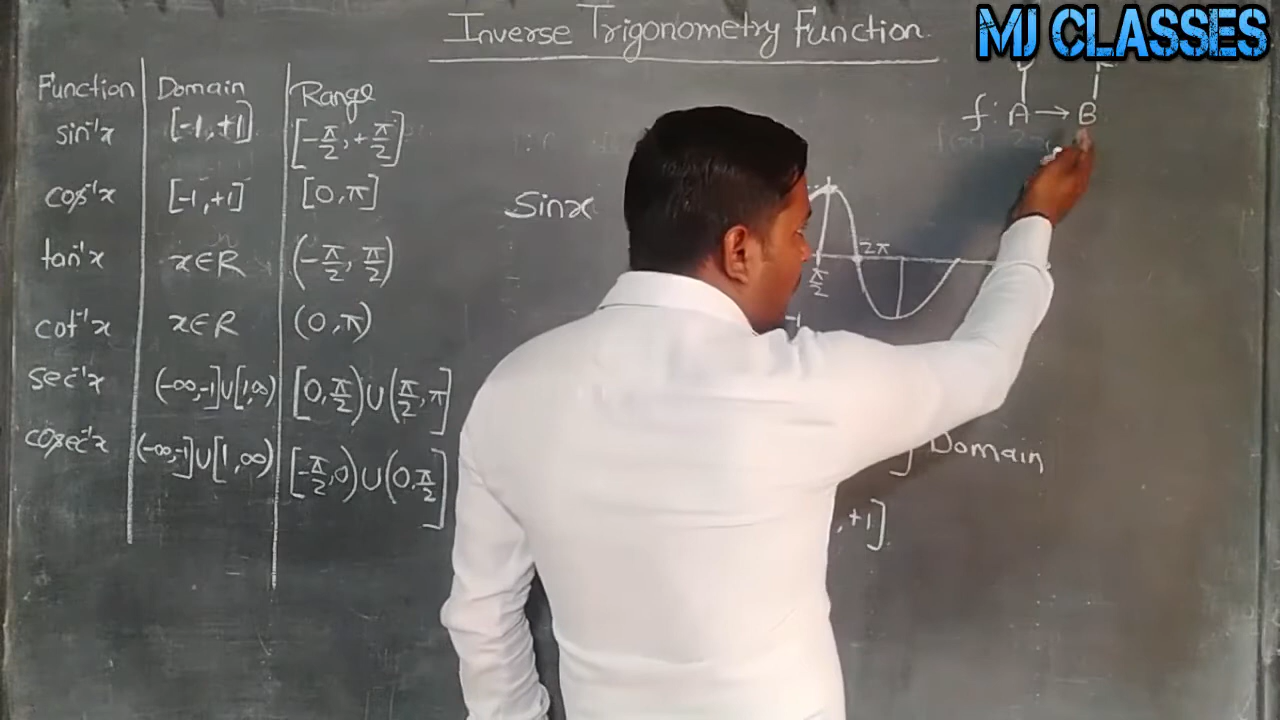 Inverse Trigonometry Function
MJ CLASSES
Function Domain Range
sin⁻¹x [-1,+1] [-π/2,+π/2]
cos⁻¹x [-1,+1] [0,π]
tan⁻¹x x∈R (-π/2, π/2)
cot⁻¹x x∈R (0,π)
sec⁻¹x (-∞,-1]∪[1,∞) [0,π/2)∪(π/2,π]
cosec⁻¹x (-∞,-1]∪[1,∞) [-π/2,0)∪(0,π/2]
f: A → B
Sinx
2π
π/2
-1
Domain
,+1]